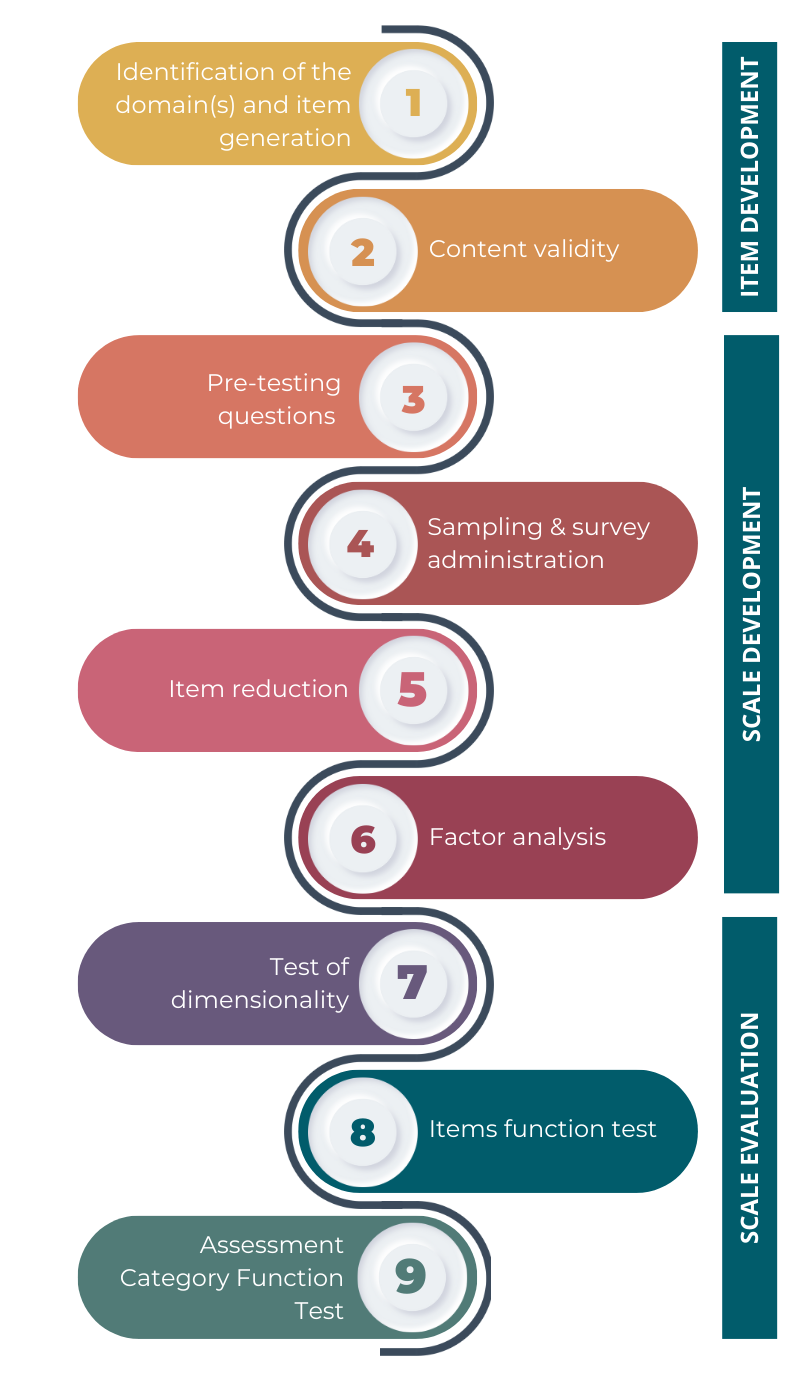 Identification of the
domain(s) and item
generation
1
ITEM DEVELOPMENT
2
Content validity
Pre-testing
questions
3
SCALE DEVELOPMENT
4
Sampling & survey
administration
Item reduction
5
6
Factor analysis
Test of
dimensionality
7
SCALE EVALUATION
8
Items function test
Assessment
Category Function
Test
9